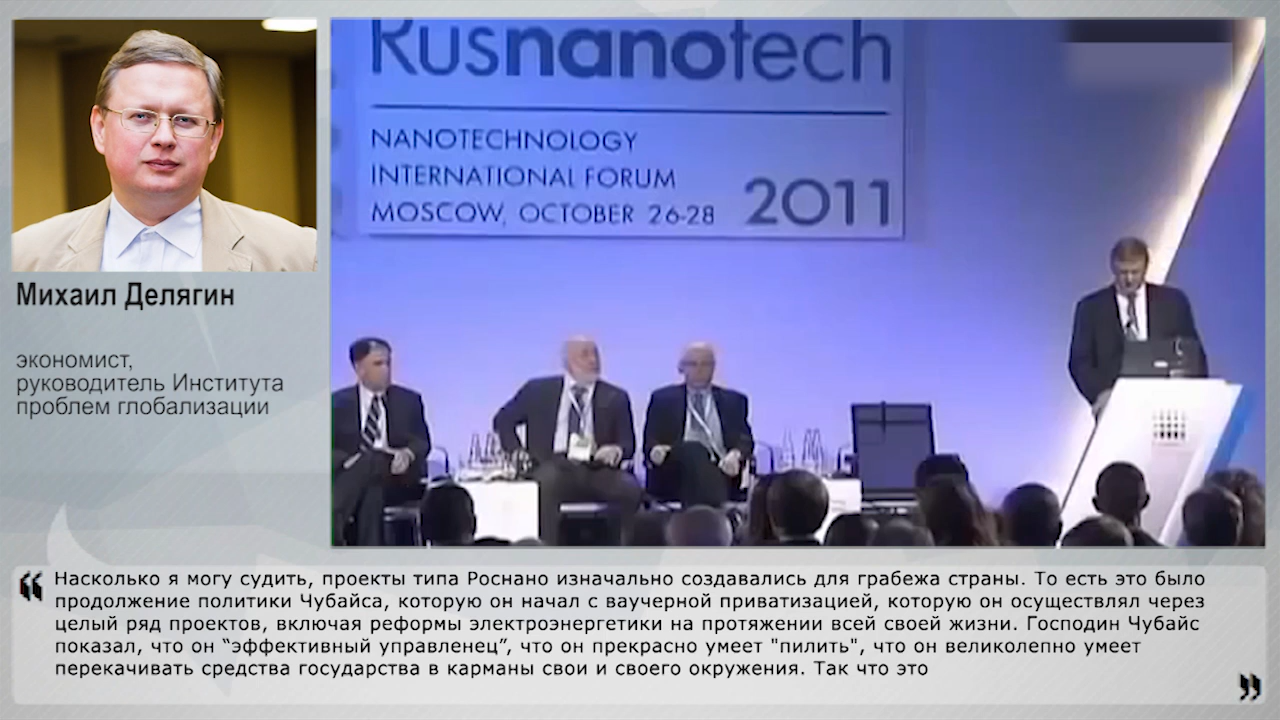 Rusnanotech
NANOTECHNOLOGY
INTERNATIONAL FORUM
MOSCOW, OCTOBER 26-28 2011
Михаил Делягин
экономист,
руководитель Института
проблем глобализации
“ Насколько я могу судить, проекты типа Роснано изначально создавались для грабежа страны. То есть это было
продолжение политики Чубайса, которую он начал с ваучерной приватизацией, которую он осуществлял через
целый ряд проектов, включая реформы электроэнергетики на протяжении всей своей жизни. Господин Чубайс
показал, что он “эффективный управленец”, что он прекрасно умеет "пилить", что он великолепно умеет
перекачивать средства государства в карманы свои и своего окружения. Так что это
”